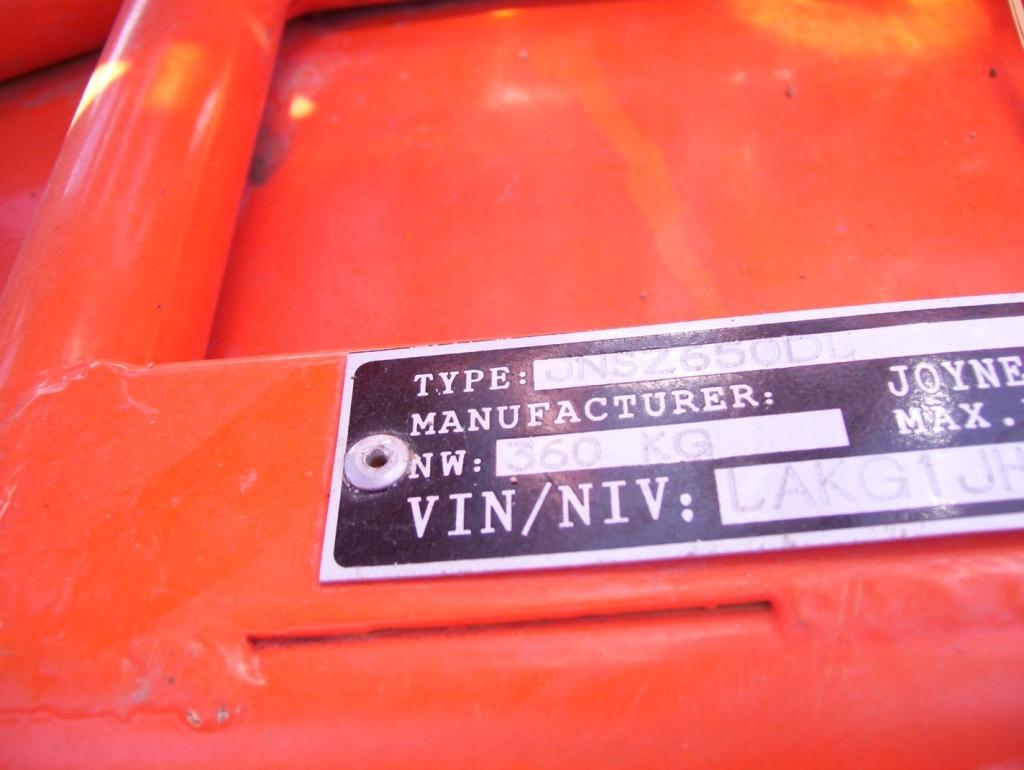 TYPE: JNSZ650DL
MANUFACTURER: JOYNE
NW: 360 KG MAX.
VIN/NIV: LAKG1JH